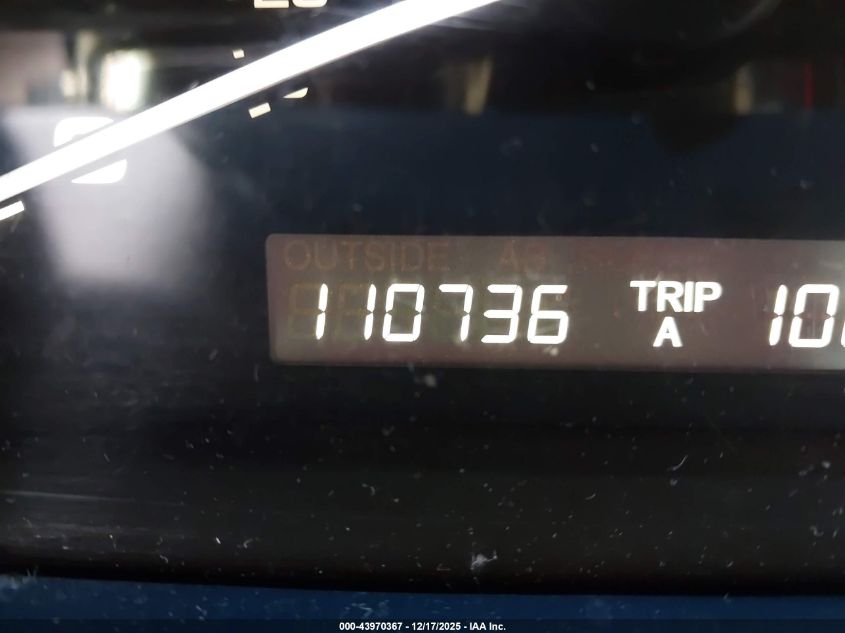 OUTSIDE
110736 TRIP
A
000-43970367 - 12/17/2025 - IAA Inc.